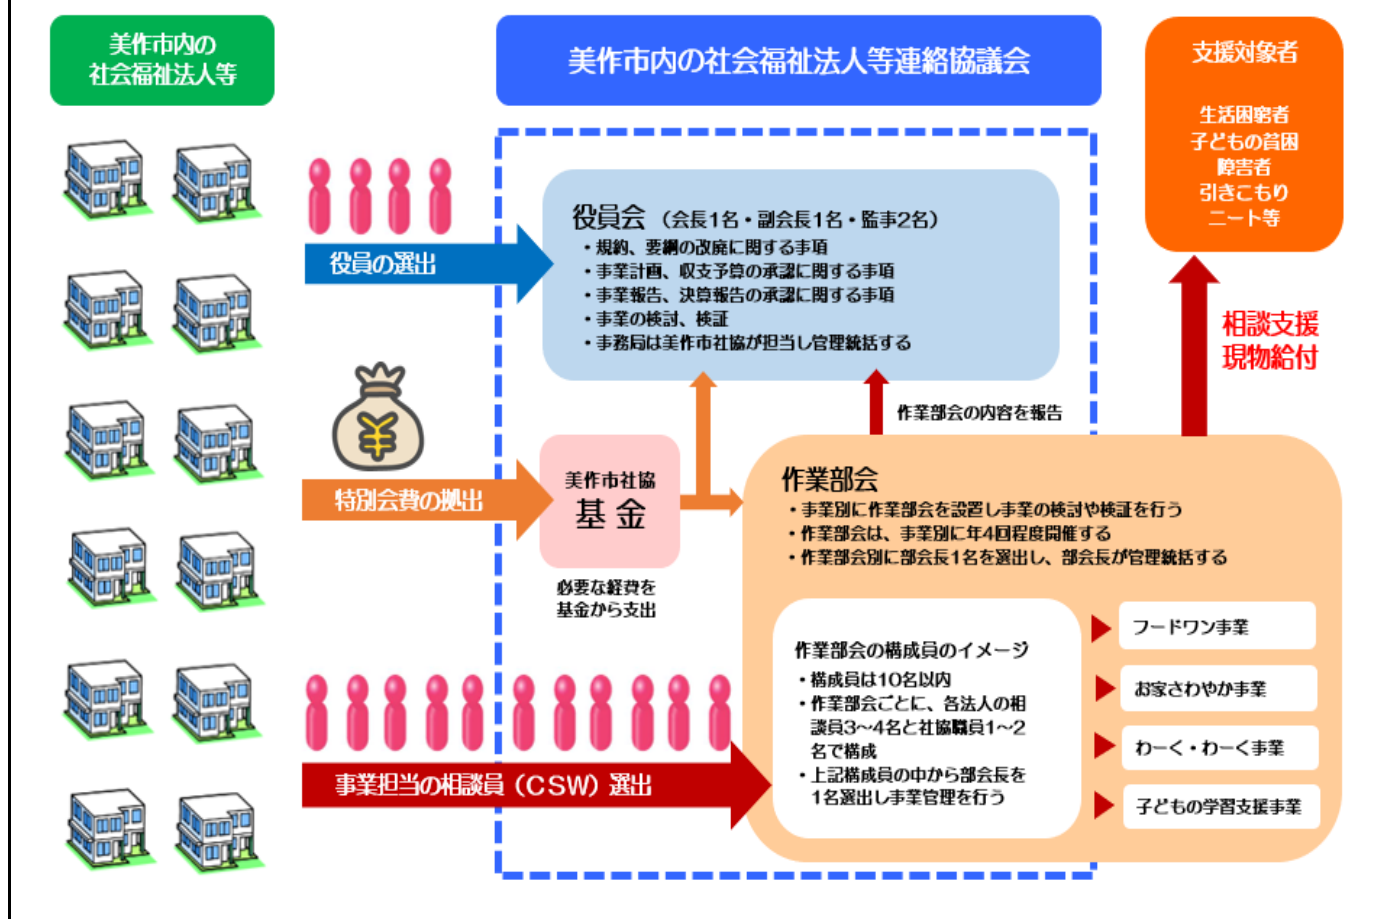 美作市内の
社会福祉法人等
美作市内の社会福祉法人等連絡協議会
支援対象者
生活困窮者
子どもの貧困
障害者
引きこもり
ニート等
役員の選出
役員会（会長1名・副会長1名・監事2名）
・規約、要綱の改廃に関する事項
・事業計画、収支予算の承認に関する事項
・事業報告、決算報告の承認に関する事項
・事業の検討、検証
・事務局は美作市社協が担当し管理統括する
相談支援
現物給付
作業部会の内容を報告
特別会費の拠出
美作市社協
基金
必要な経費を
基金から支出
作業部会
・事業別に作業部会を設置し事業の検討や検証を行う
・作業部会は、事業別に年4回程度開催する
・作業部会別に部会長1名を選出し、部会長が管理統括する
事業担当の相談員（CSW）選出
作業部会の構成員のイメージ
・構成員は10名以内
・作業部会ごとに、各法人の相
談員3～4名と社協職員1～2
名で構成
・上記構成員の中から部会長を
1名選出し事業管理を行う
フードワン事業
お家さわやか事業
わーく・わーく事業
子どもの学習支援事業